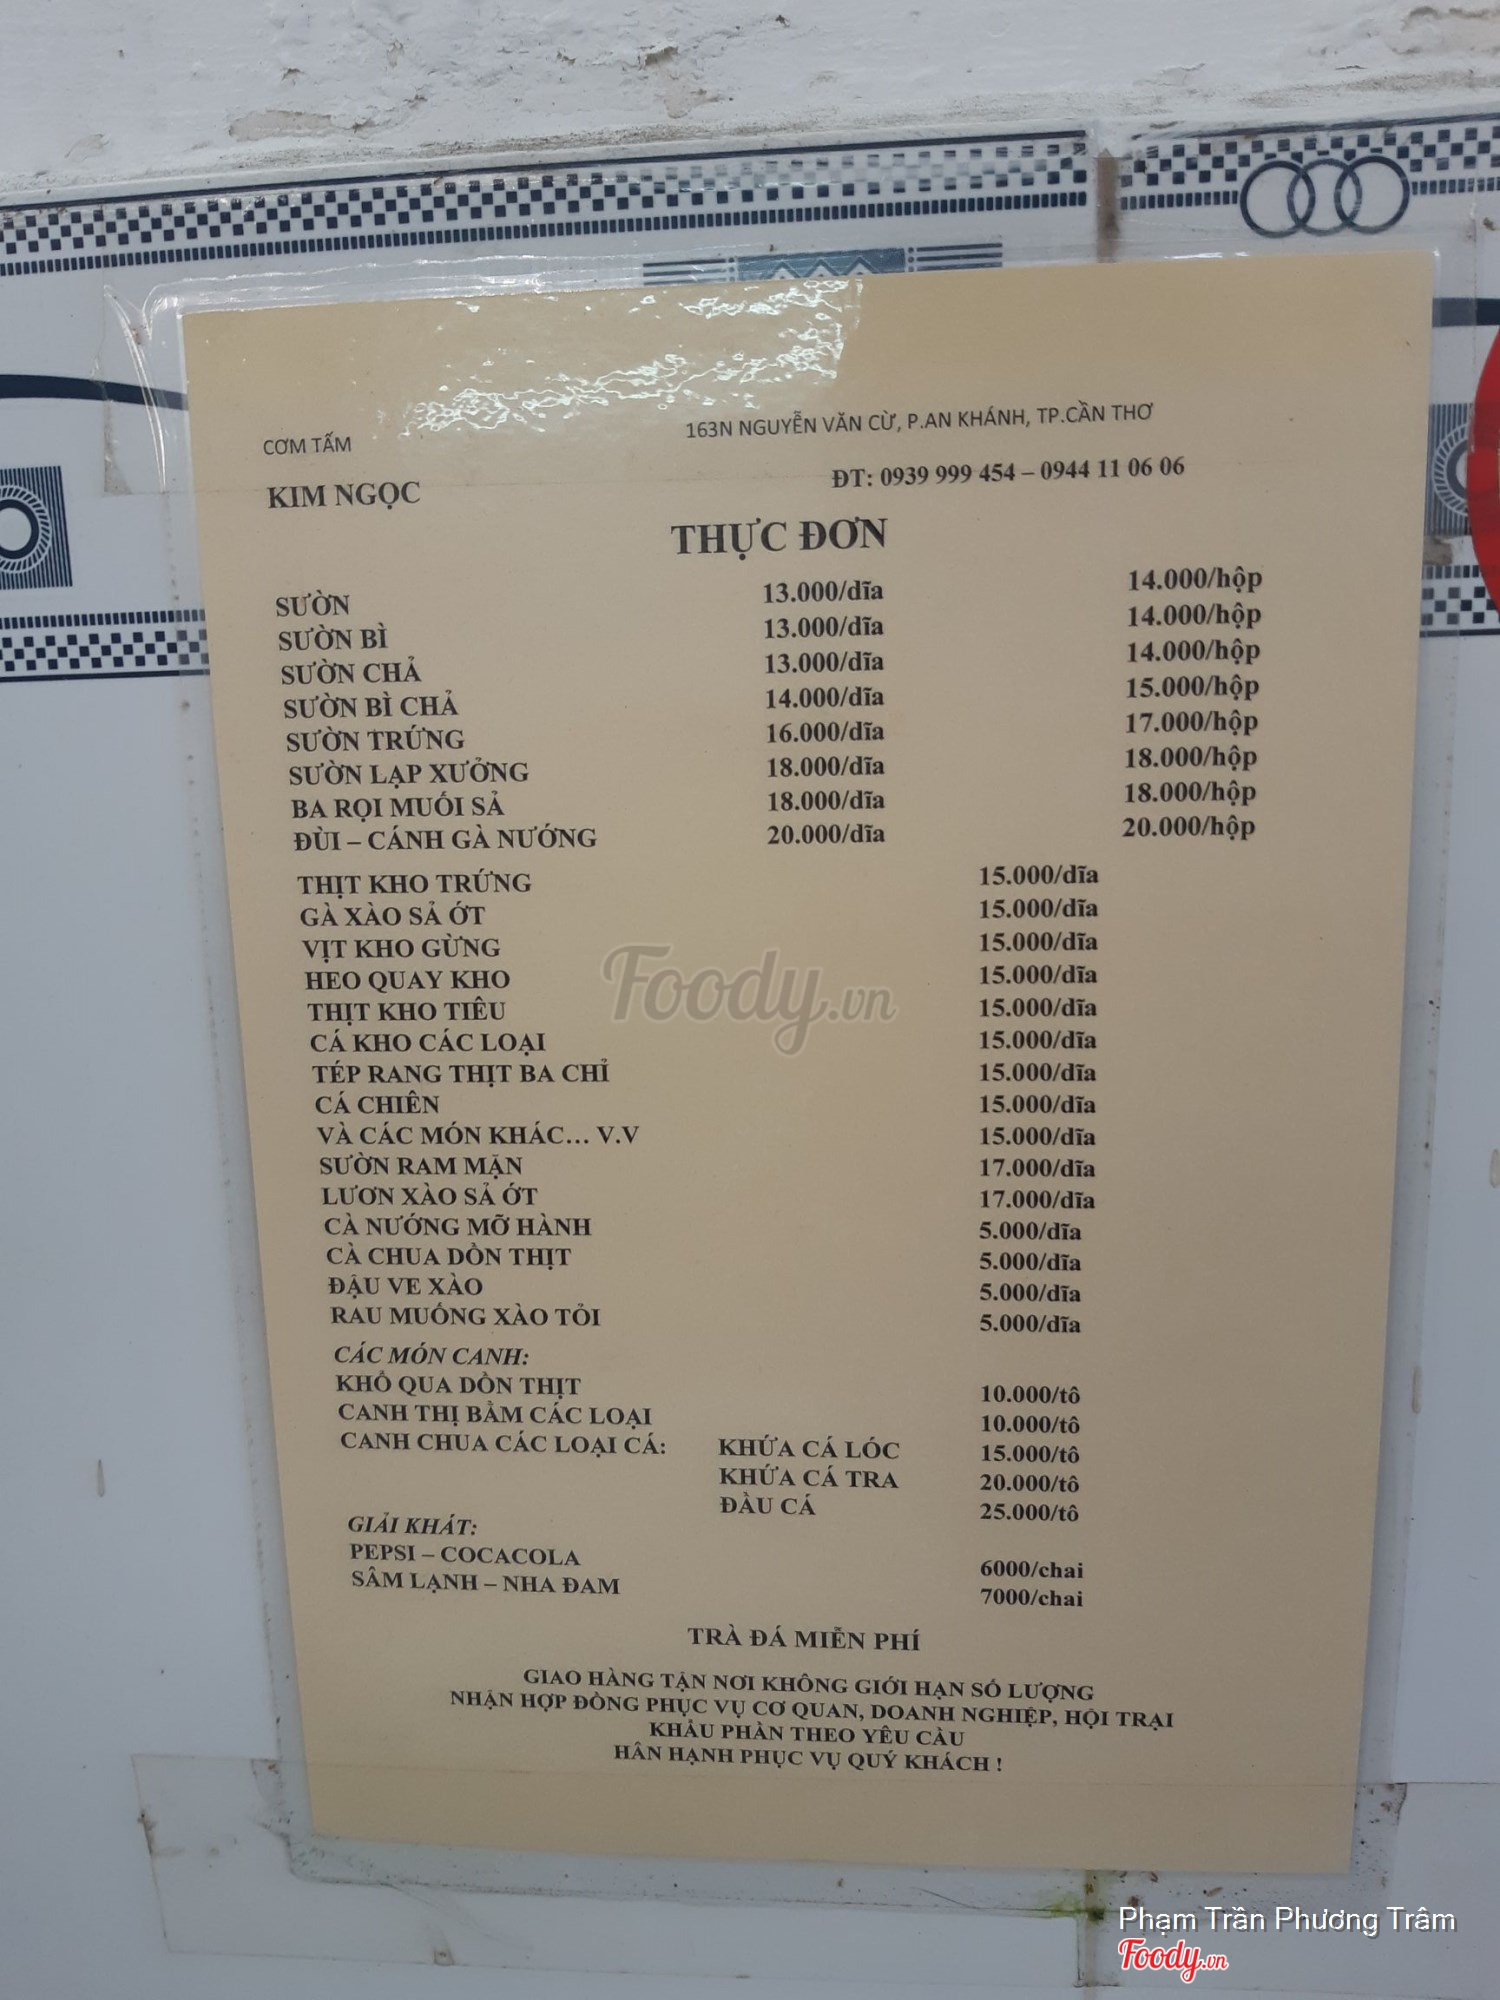 CƠM TẤM 163N NGUYỄN VĂN CỪ, P.AN KHÁNH, TP.CẦN THƠ
KIM NGỌC ĐT: 0939 999 454 – 0944 11 06 06
THỰC ĐƠN
SƯỜN 13.000/dĩa 14.000/hộp
SƯỜN BÌ 13.000/dĩa 14.000/hộp
SƯỜN CHẢ 13.000/dĩa 14.000/hộp
SƯỜN BÌ CHẢ 14.000/dĩa 15.000/hộp
SƯỜN TRỨNG 16.000/dĩa 17.000/hộp
SƯỜN LẠP XƯỞNG 18.000/dĩa 18.000/hộp
BA RỌI MUỐI SẢ 18.000/dĩa 18.000/hộp
ĐÙI – CÁNH GÀ NƯỚNG 20.000/dĩa 20.000/hộp
THỊT KHO TRỨNG 15.000/dĩa
GÀ XÀO SẢ ỚT 15.000/dĩa
VỊT KHO GỪNG 15.000/dĩa
HEO QUAY KHO 15.000/dĩa
THỊT KHO TIÊU 15.000/dĩa
CÁ KHO CÁC LOẠI 15.000/dĩa
TÉP RANG THỊT BA CHỈ 15.000/dĩa
CÁ CHIÊN 15.000/dĩa
VÀ CÁC MÓN KHÁC... V.V 15.000/dĩa
SƯỜN RAM MẶN 17.000/dĩa
LƯƠN XÀO SẢ ỚT 17.000/dĩa
CÀ NƯỚNG MỠ HÀNH 5.000/dĩa
CÀ CHUA DỒN THỊT 5.000/dĩa
ĐẬU VE XÀO 5.000/dĩa
RAU MUỐNG XÀO TỎI 5.000/dĩa
CÁC MÓN CANH:
KHỔ QUA DỒN THỊT 10.000/tô
CANH THỊ BẰM CÁC LOẠI 10.000/tô
CANH CHUA CÁC LOẠI CÁ: KHỨA CÁ LÓC 15.000/tô
KHỨA CÁ TRA 20.000/tô
ĐẦU CÁ 25.000/tô
GIẢI KHÁT:
PEPSI – COCACOLA 6000/chai
SÂM LẠNH – NHA ĐAM 7000/chai
TRÀ ĐÁ MIỄN PHÍ
GIAO HÀNG TẬN NƠI KHÔNG GIỚI HẠN SỐ LƯỢNG
NHẬN HỢP ĐỒNG PHỤC VỤ CƠ QUAN, DOANH NGHIỆP, HỘI TRẠI
KHẨU PHẦN THEO YÊU CẦU
HÂN HẠNH PHỤC VỤ QUÝ KHÁCH !
Foody.vn
Phạm Trần Phương Trâm
Foody.vn